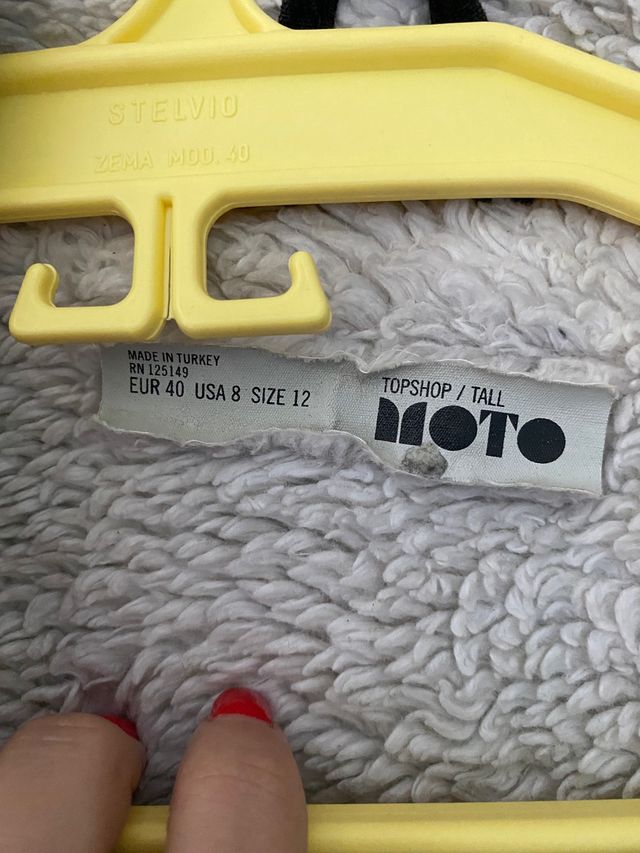 STELVIO
ZEMA MOD. 40
MADE IN TURKEY
RN 125149
EUR 40 USA 8 SIZE 12
TOPSHOP / TALL
MOTO